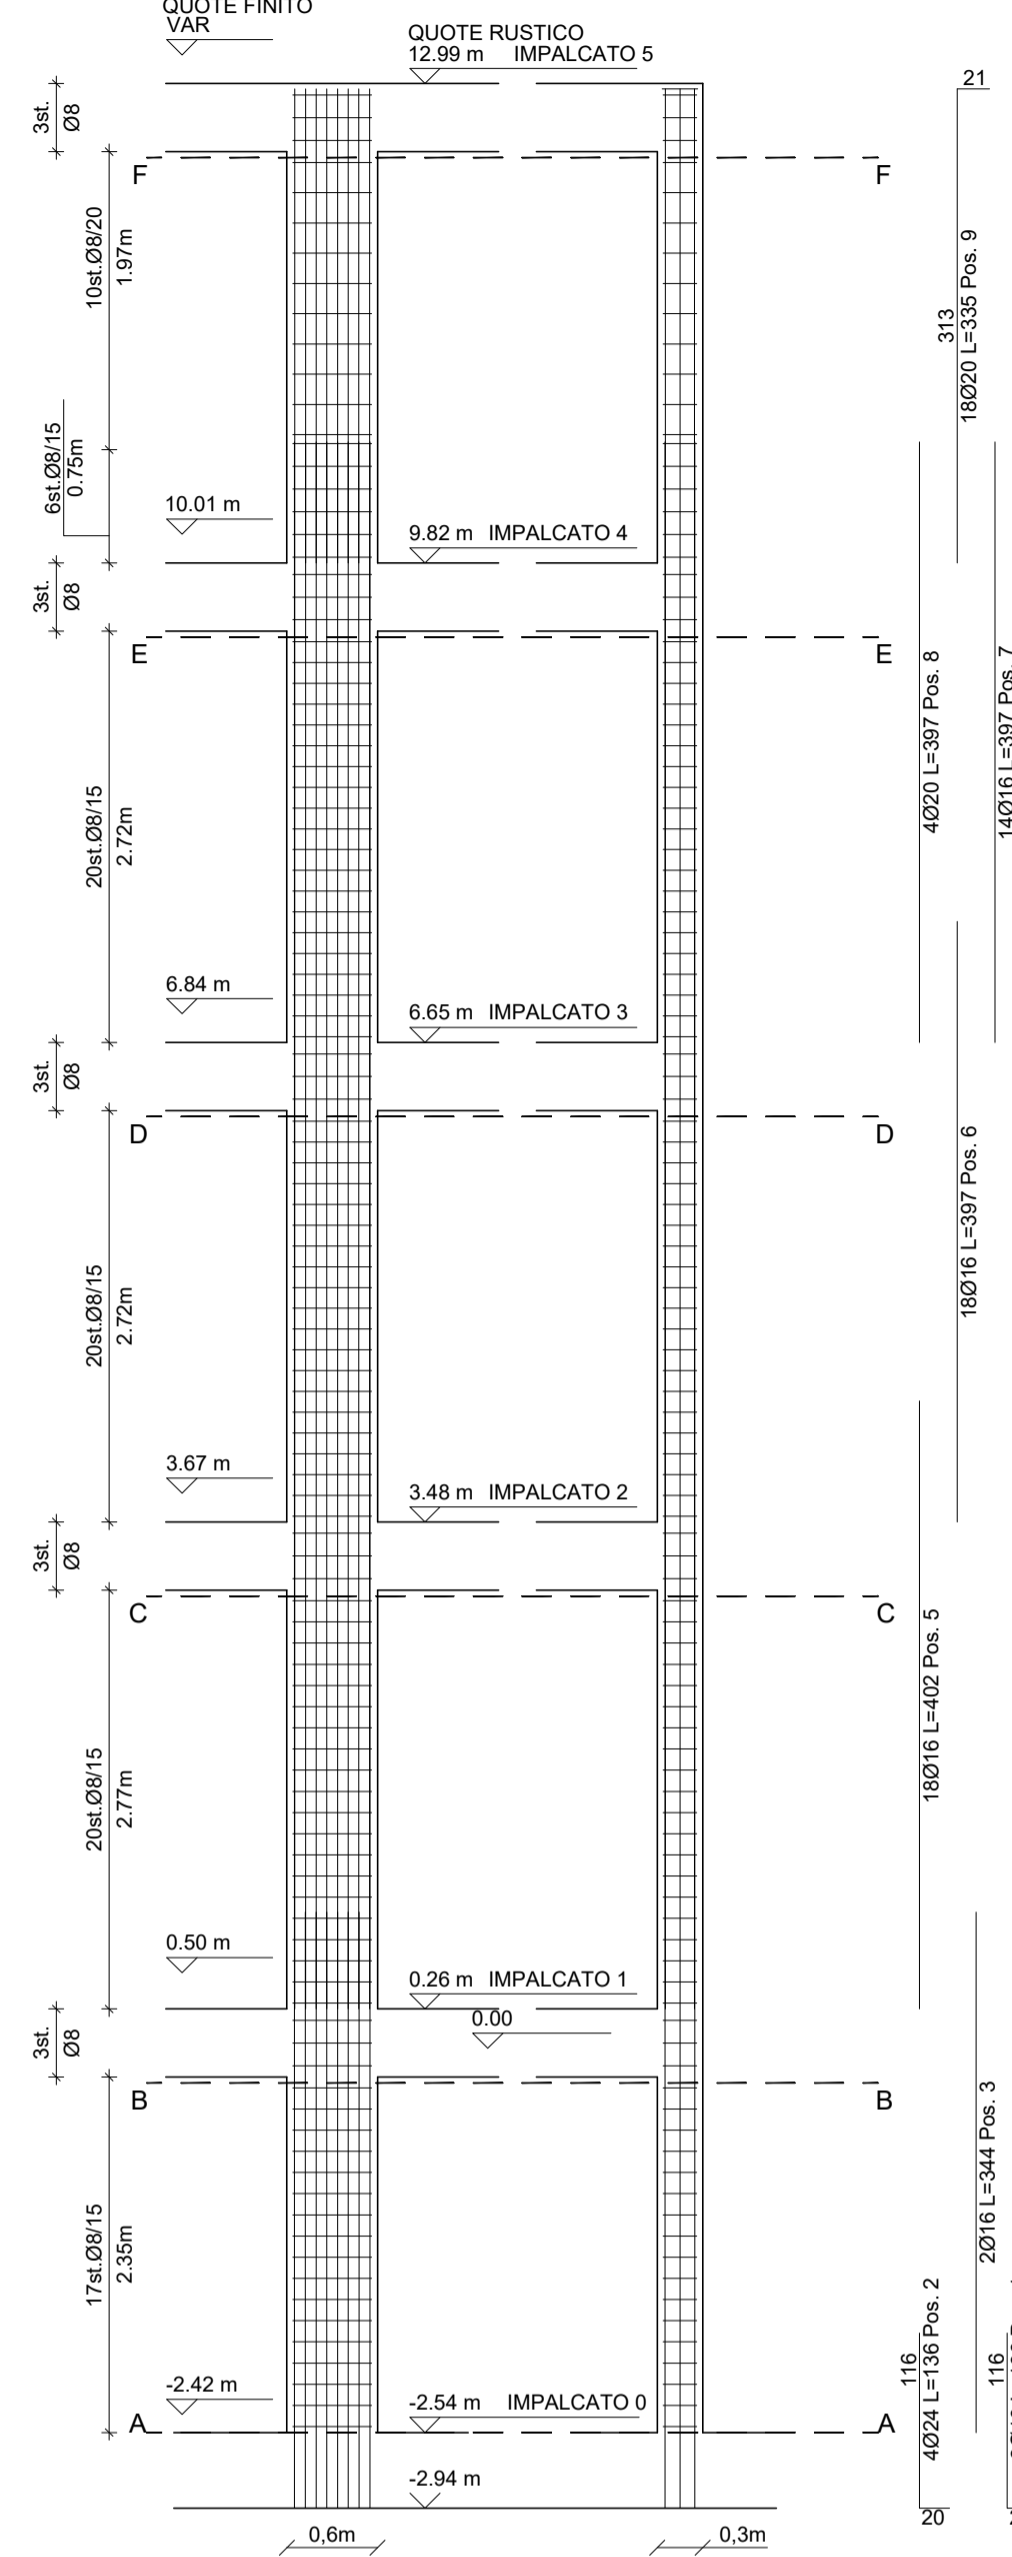 QUOTE FINITO
VAR
QUOTE RUSTICO
12.99 m IMPALCATO 5
21
3st.
Ø8
F
F
10st.Ø8/20
1.97m
313
18Ø20 L=335 Pos. 9
6st.Ø8/15
0.75m
10.01 m
9.82 m IMPALCATO 4
3st.
Ø8
E
E
4Ø20 L=397 Pos. 8
14Ø16 L=397 Pos. 7
20st.Ø8/15
2.72m
6.84 m
6.65 m IMPALCATO 3
3st.
Ø8
D
D
18Ø16 L=397 Pos. 6
20st.Ø8/15
2.72m
3.67 m
3.48 m IMPALCATO 2
3st.
Ø8
C
C
18Ø16 L=402 Pos. 5
20st.Ø8/15
2.77m
0.50 m
0.26 m IMPALCATO 1
0.00
3st.
Ø8
B
B
2Ø16 L=344 Pos. 3
17st.Ø8/15
2.35m
116
4Ø24 L=136 Pos. 2
116
-2.42 m
-2.54 m IMPALCATO 0
A
A
-2.94 m
20
0,6m
0,3m